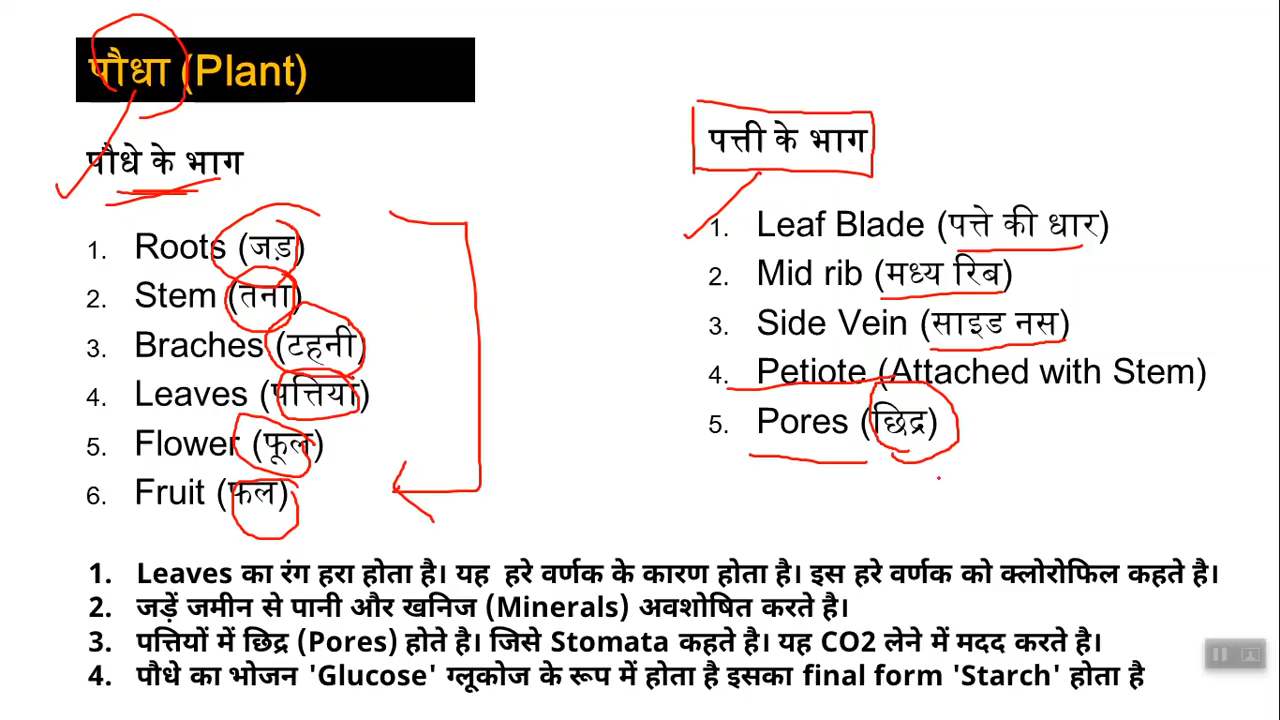 पौधा (Plant)
पौधे के भाग
1. Roots (जड़)
2. Stem (तना)
3. Braches (टहनी)
4. Leaves (पत्तिया)
5. Flower (फूल)
6. Fruit (फल)
पत्ती के भाग
1. Leaf Blade (पत्ते की धार)
2. Mid rib (मध्य रिब)
3. Side Vein (साइड नस)
4. Petiote (Attached with Stem)
5. Pores (छिद्र)
1. Leaves का रंग हरा होता है। यह हरे वर्णक के कारण होता है। इस हरे वर्णक को क्लोरोफिल कहते है।
2. जड़ें जमीन से पानी और खनिज (Minerals) अवशोषित करते है।
3. पत्तियों में छिद्र (Pores) होते है। जिसे Stomata कहते है। यह CO2 लेने में मदद करते है।
4. पौधे का भोजन 'Glucose' ग्लूकोज के रूप में होता है इसका final form 'Starch' होता है